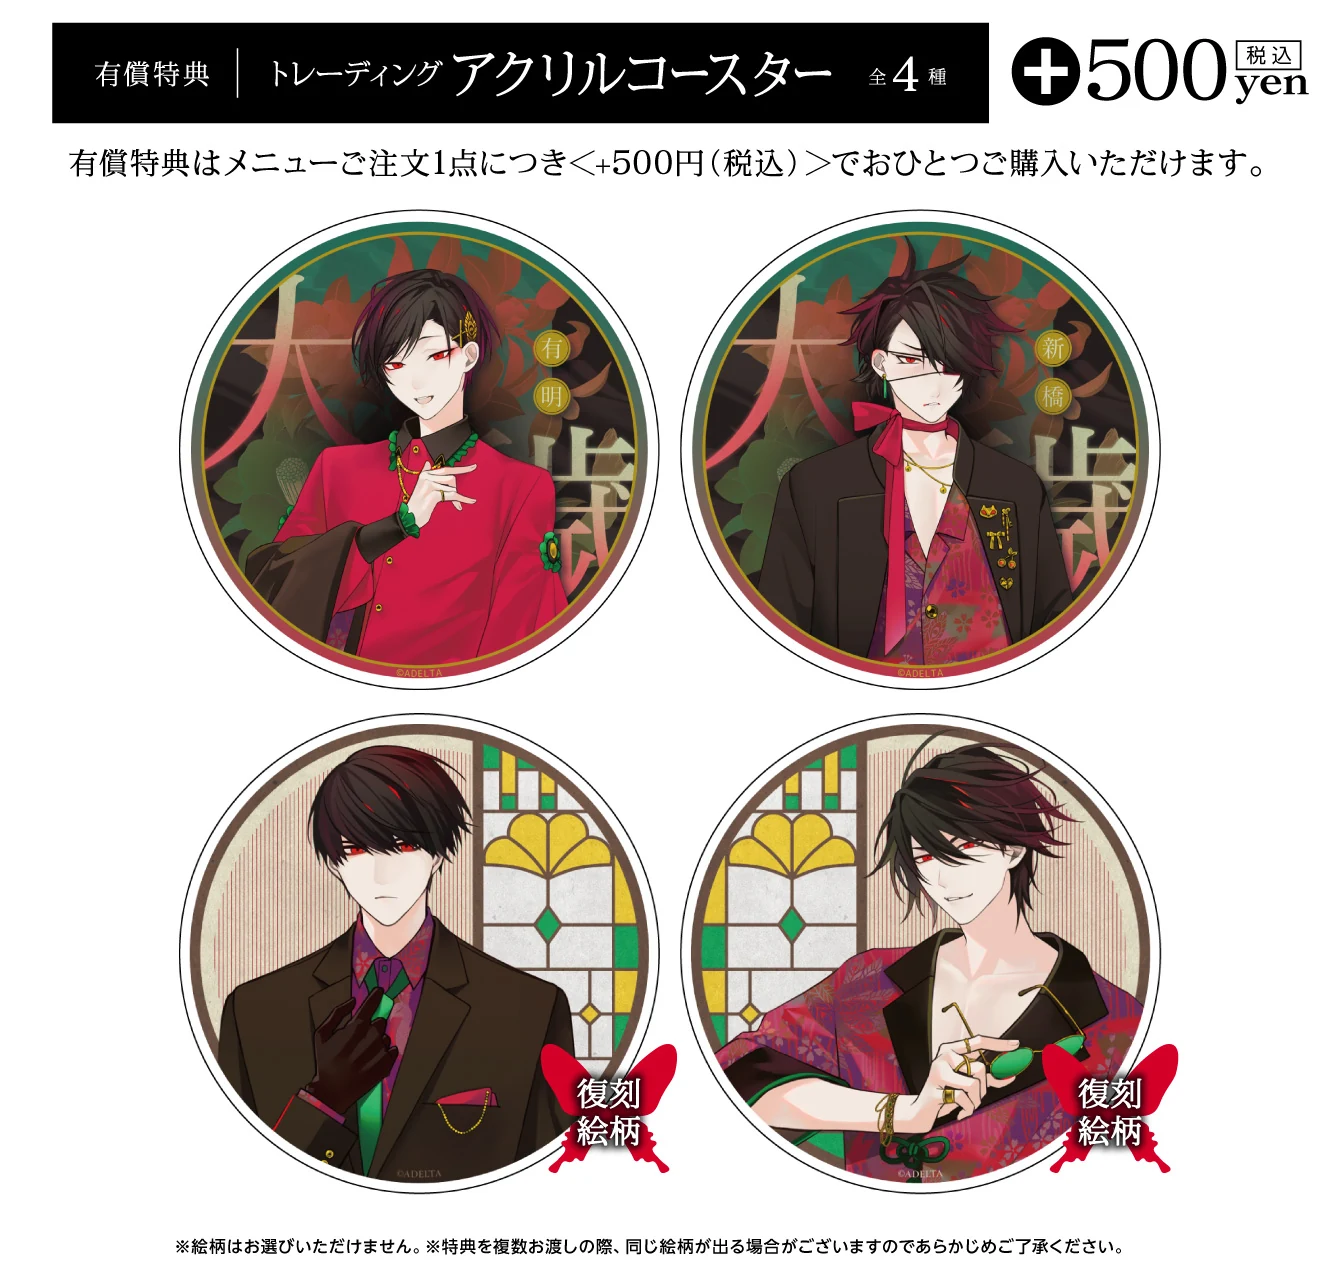 有償特典 トレーディング アクリルコースター 全4種
+500yen 税込
有償特典はメニューご注文1点につき<+500円(税込)>でおひとつご購入いただけます。
大歳
有明
©ADELTA
大歳
新橋
©ADELTA
©ADELTA
復刻
絵柄
©ADELTA
復刻
絵柄
※絵柄はお選びいただけません。※特典を複数お渡しの際、同じ絵柄が出る場合がございますのであらかじめご了承ください。